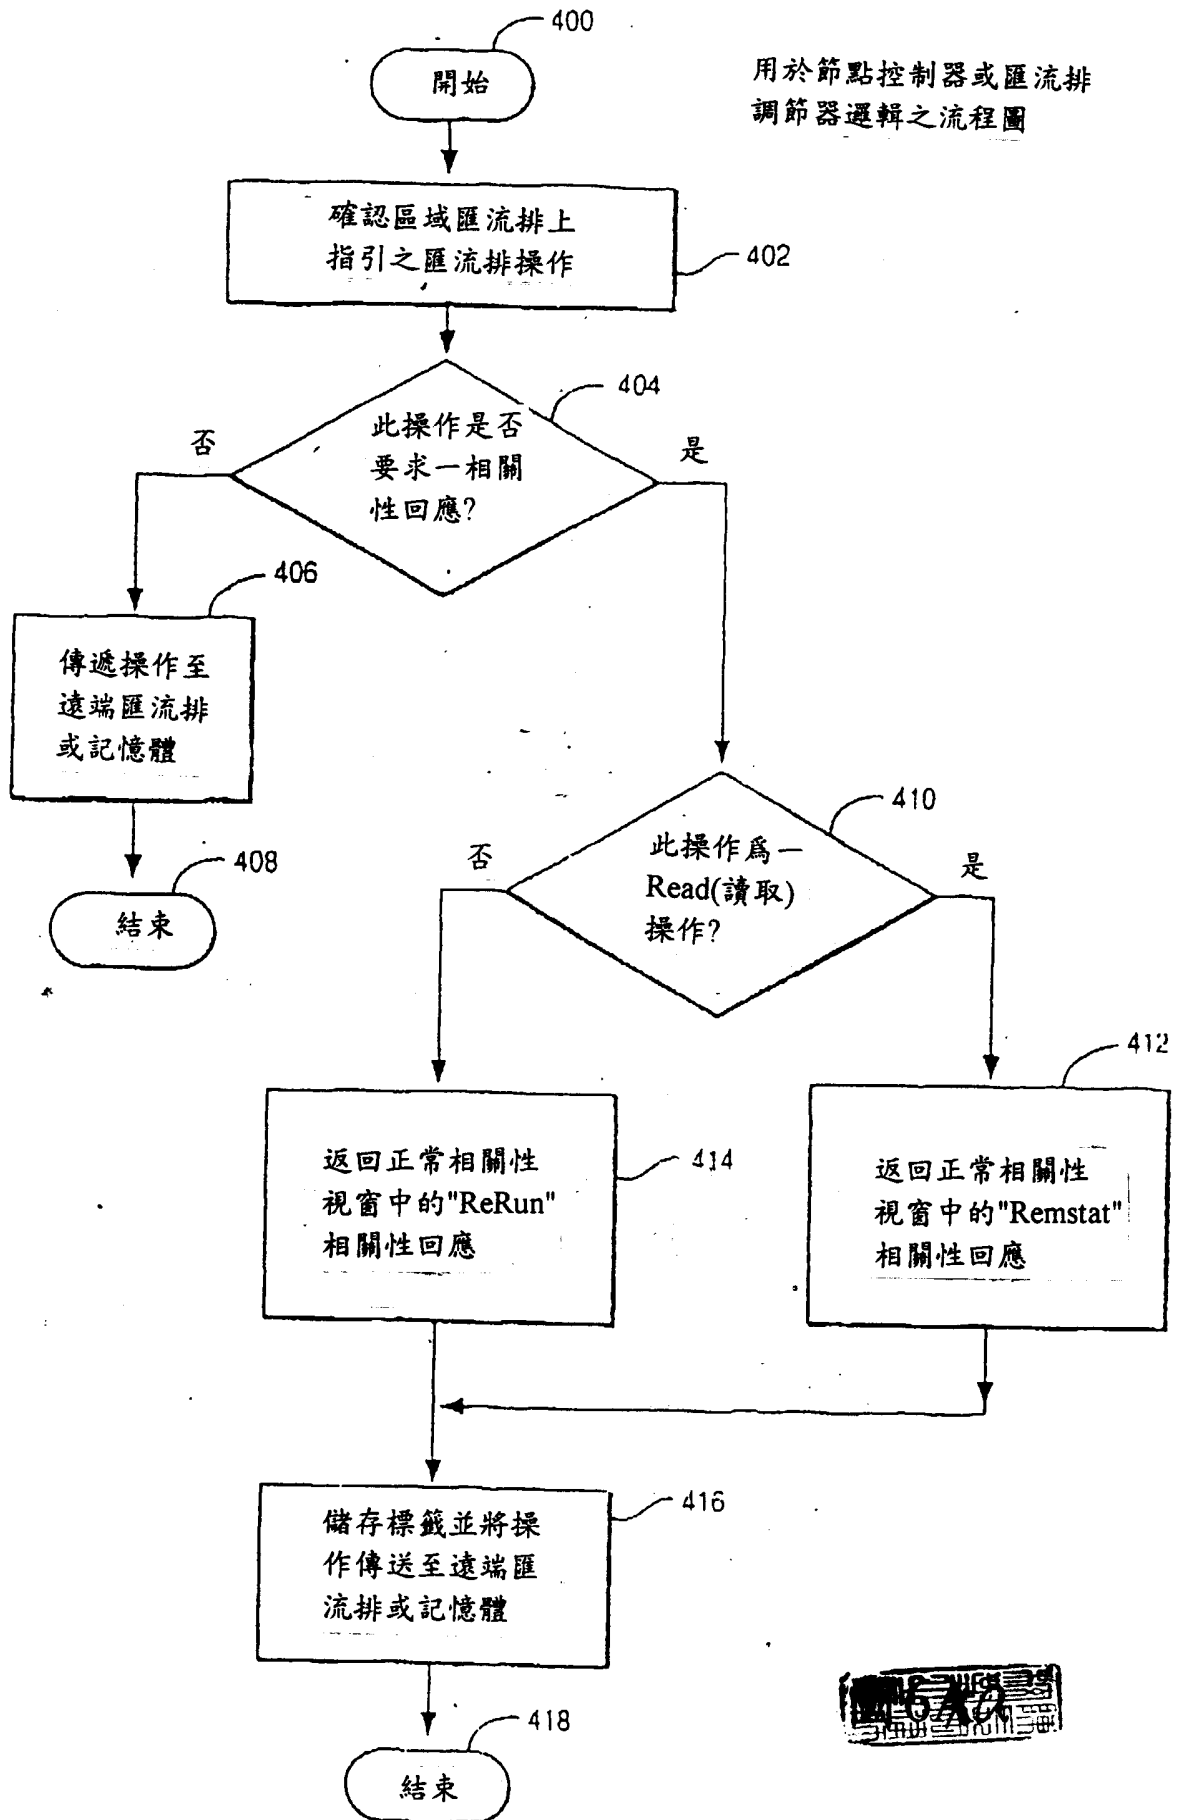 400
開始
用於節點控制器或匯流排
調節器邏輯之流程圖
確認區域匯流排上
指引之匯流排操作
402
404
此操作是否
要求一相關
性回應?
否
是
406
傳遞操作至
遠端匯流排
或記憶體
408
結束
410
此操作爲一
Read(讀取)
操作?
否
是
412
返回正常相關性
視窗中的"ReRun"
相關性回應
414
返回正常相關性
視窗中的"Remstat"
相關性回應
儲存標籤並將操
作傳送至遠端匯
流排或記憶體
416
418
結束